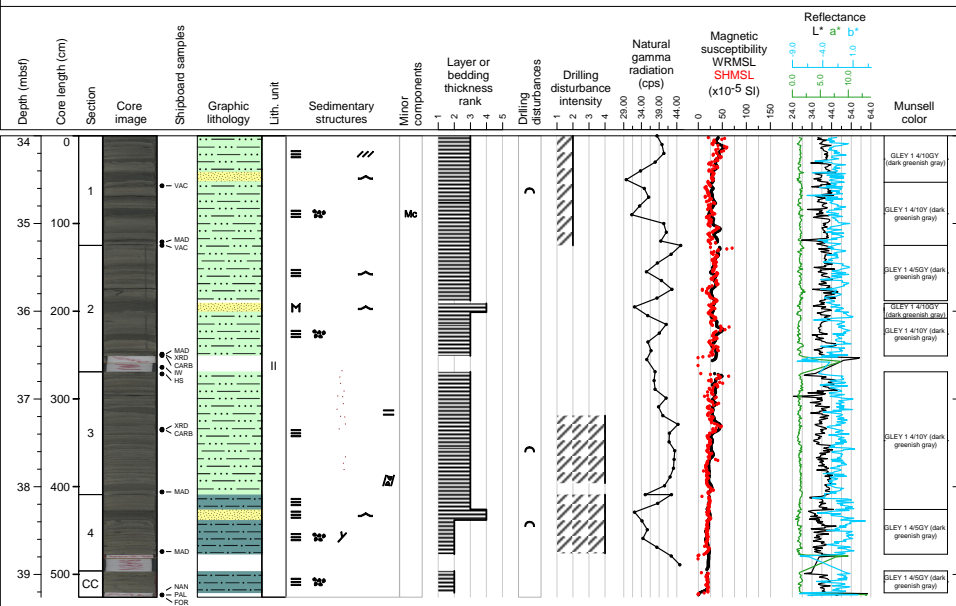 Depth (mbsf)
Core length (cm)
Section
Core
image
Shipboard samples
Graphic
lithology
Lith. unit
Sedimentary
structures
Minor
components
Layer or
bedding
thickness
rank
1 2 3 4 5
Drilling
disturbances
Drilling
disturbance
intensity
1 2 3 4
Natural
gamma
radiation
(cps)
29.00 34.00 39.00 44.00
Magnetic
susceptibility
WRMSL
SHMSL
(x10-5 SI)
0 50 100 150
Reflectance
L* a* b*
-9.0 -4.0 1.0
0.0 5.0 10.0
24.0 34.0 44.0 54.0 64.0
Munsell
color
34
35
36
37
38
39
0
100
200
300
400
500
1
2
3
4
CC
VAC
MAD
VAC
MAD
XRD
CARB
IW
HS
XRD
CARB
MAD
MAD
NAN
PAL
FOR
II
M
Mc
GLEY 1 4/10GY
(dark greenish gray)
GLEY 1 4/10Y (dark
greenish gray)
GLEY 1 4/5GY (dark
greenish gray)
GLEY 1 4/10GY
(dark greenish gray)
GLEY 1 4/10Y (dark
greenish gray)
GLEY 1 4/10Y (dark
greenish gray)
GLEY 1 4/5GY (dark
greenish gray)
GLEY 1 4/5GY (dark
greenish gray)